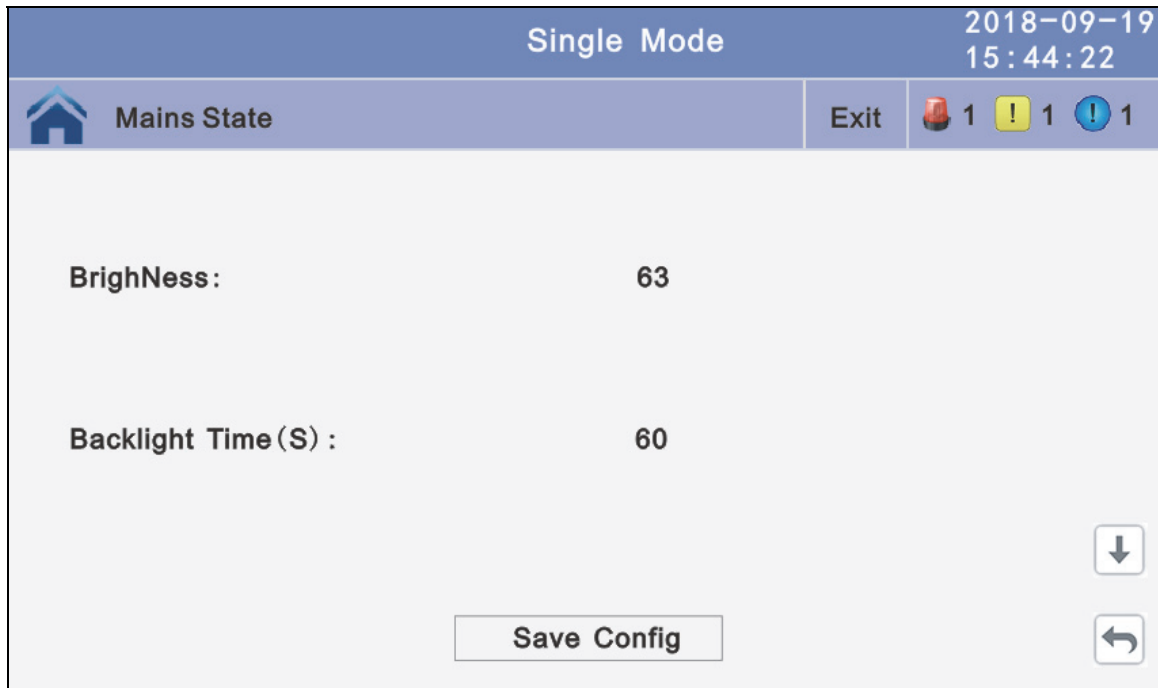 Single Mode
2018-09-19
15:44:22
Mains State
Exit
1 ! 1 ! 1
BrighNess:
63
Backlight Time(S):
60
Save Config